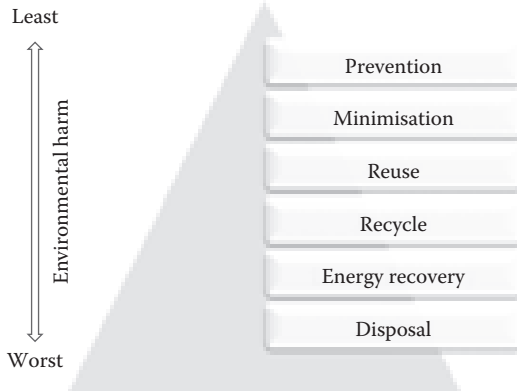 Least
Environmental harm
Worst
Prevention
Minimisation
Reuse
Recycle
Energy recovery
Disposal